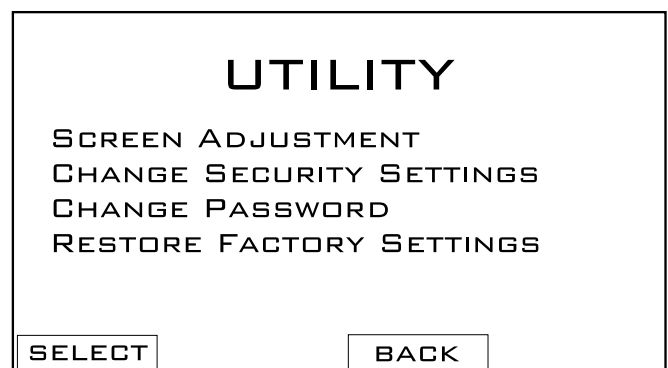 UTILITY
SCREEN ADJUSTMENT
CHANGE SECURITY SETTINGS
CHANGE PASSWORD
RESTORE FACTORY SETTINGS
SELECT BACK